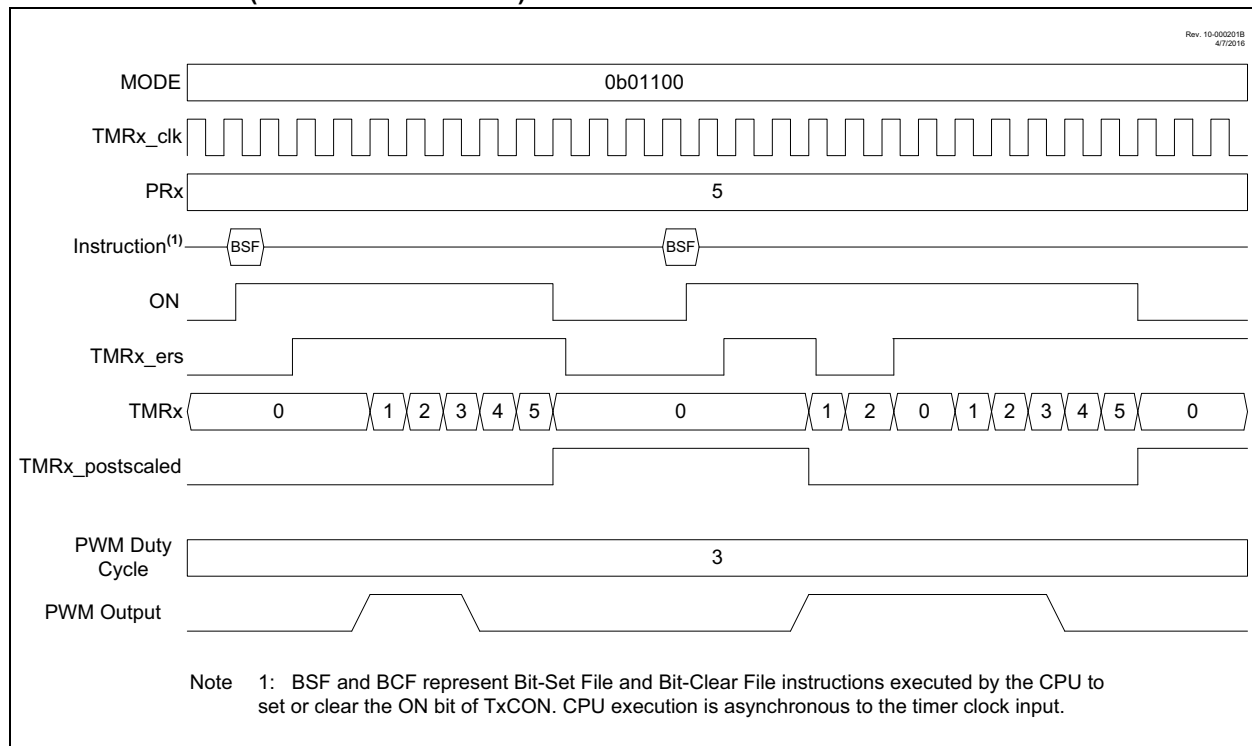 Rev. 10-000201B
4/7/2016
MODE 0b01100
TMRx_clk
PRx 5
Instruction(1) BSF BSF
ON
TMRx_ers
TMRx 0 1 2 3 4 5 0 1 2 0 1 2 3 4 5 0
TMRx_postscaled
PWM Duty
Cycle 3
PWM Output
Note 1: BSF and BCF represent Bit-Set File and Bit-Clear File instructions executed by the CPU to
set or clear the ON bit of TxCON. CPU execution is asynchronous to the timer clock input.